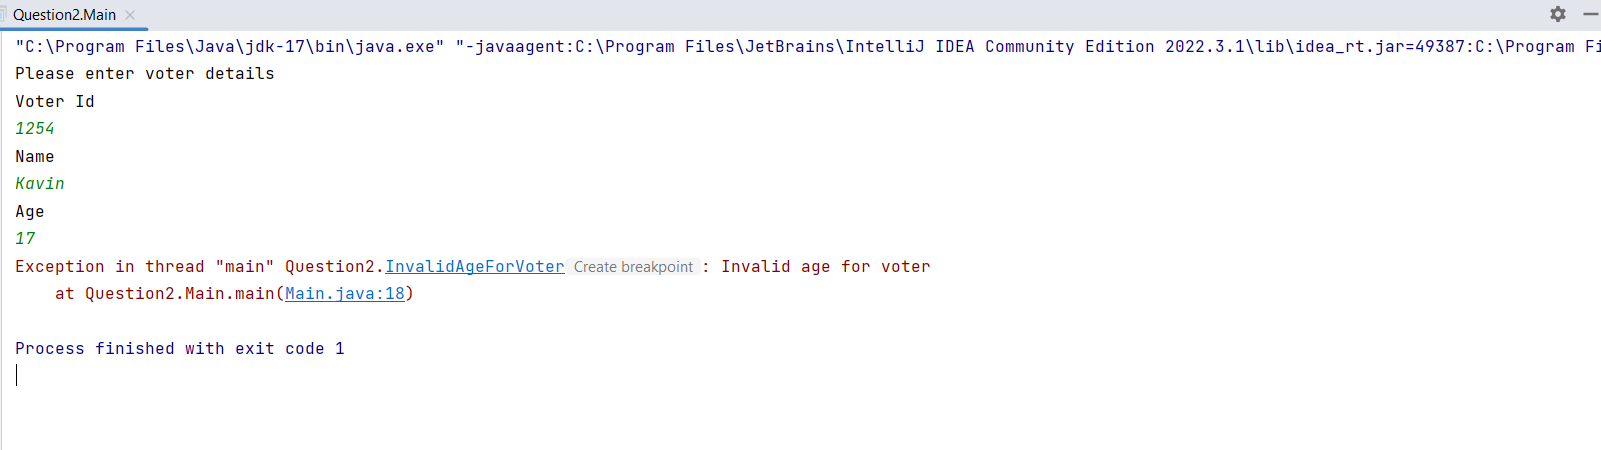 Question2.Main
"C:\Program Files\Java\jdk-17\bin\java.exe" "-javaagent:C:\Program Files\JetBrains\IntelliJ IDEA Community Edition 2022.3.1\lib\idea_rt.jar=49387:C:\Program Fi
Please enter voter details
Voter Id
1254
Name
Kavin
Age
17
Exception in thread "main" Question2.InvalidAgeForVoter Create breakpoint : Invalid age for voter
    at Question2.Main.main(Main.java:18)
Process finished with exit code 1